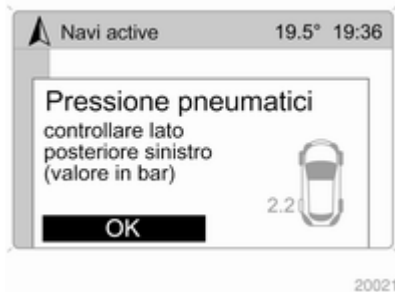 Navi active 19.5° 19:36
Pressione pneumatici
controllare lato
posteriore sinistro
(valore in bar)
2.2
OK
20021